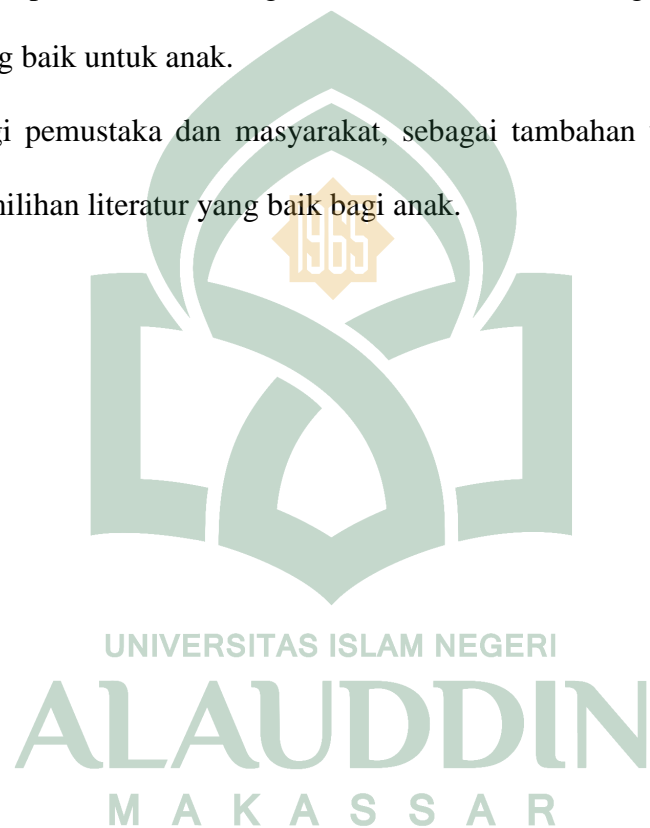 g baik untuk anak.
gi pemustaka dan masyarakat, sebagai tambahan
nilihan literatur yang baik bagi anak.
1965
UNIVERSITAS ISLAM NEGERI
ALAUDDIN
MAKASSAR